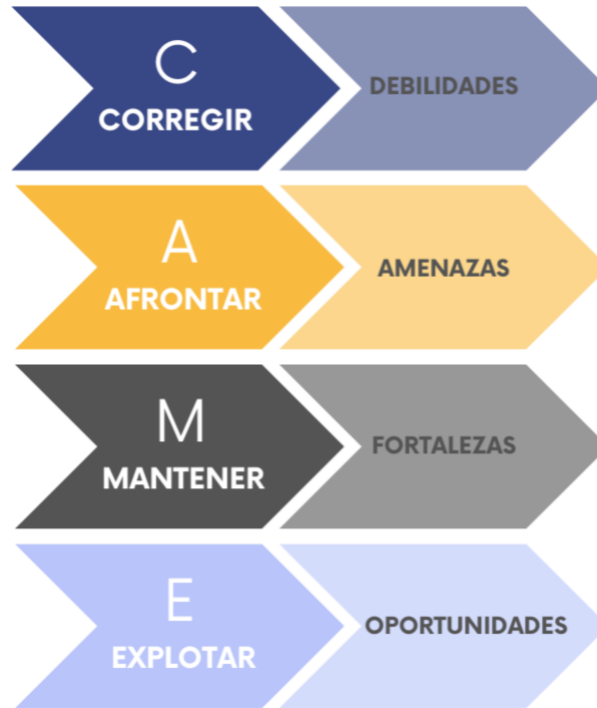 C
CORREGIR
DEBILIDADES
A
AFRONTAR
AMENAZAS
M
MANTENER
FORTALEZAS
E
EXPLOTAR
OPORTUNIDADES